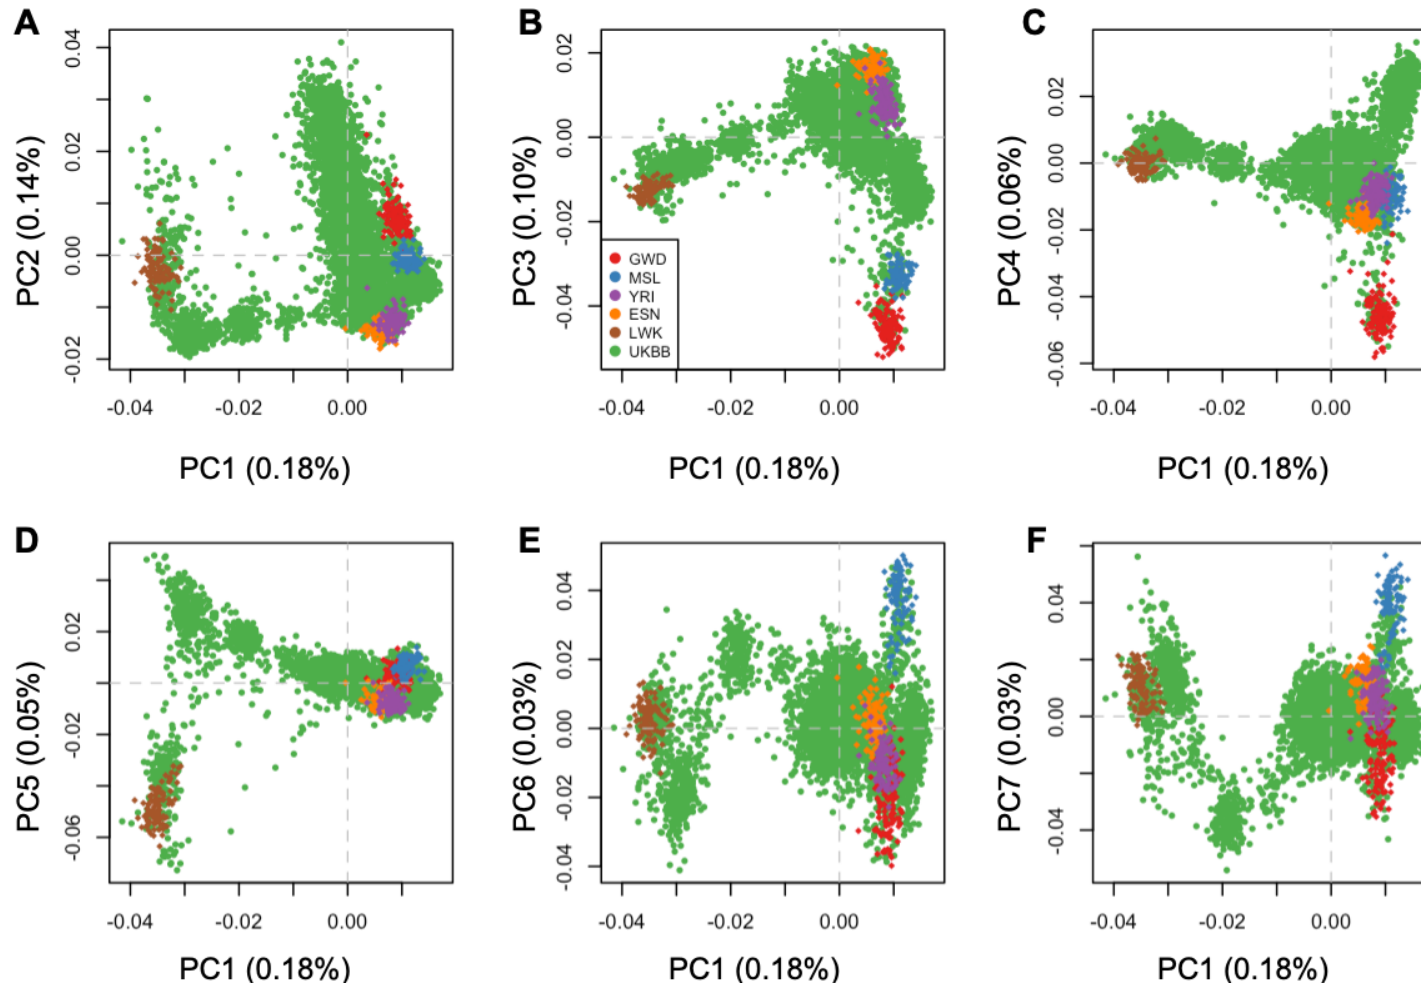 A
B
C
PC2 (0.14%)
0.04
0.02
0.00
-0.02
-0.04
-0.02
0.00
PC1 (0.18%)
PC3 (0.10%)
0.02
0.00
-0.02
-0.04
GWD
MSL
YRI
ESN
LWK
UKBB
-0.04
-0.02
0.00
PC1 (0.18%)
PC4 (0.06%)
0.02
0.00
-0.02
-0.04
-0.06
-0.04
-0.02
0.00
PC1 (0.18%)
D
E
F
PC5 (0.05%)
0.02
-0.02
-0.06
-0.04
-0.02
0.00
PC1 (0.18%)
PC6 (0.03%)
0.04
0.02
0.00
-0.02
-0.04
-0.04
-0.02
0.00
PC1 (0.18%)
PC7 (0.03%)
0.04
0.00
-0.04
-0.04
-0.02
0.00
PC1 (0.18%)